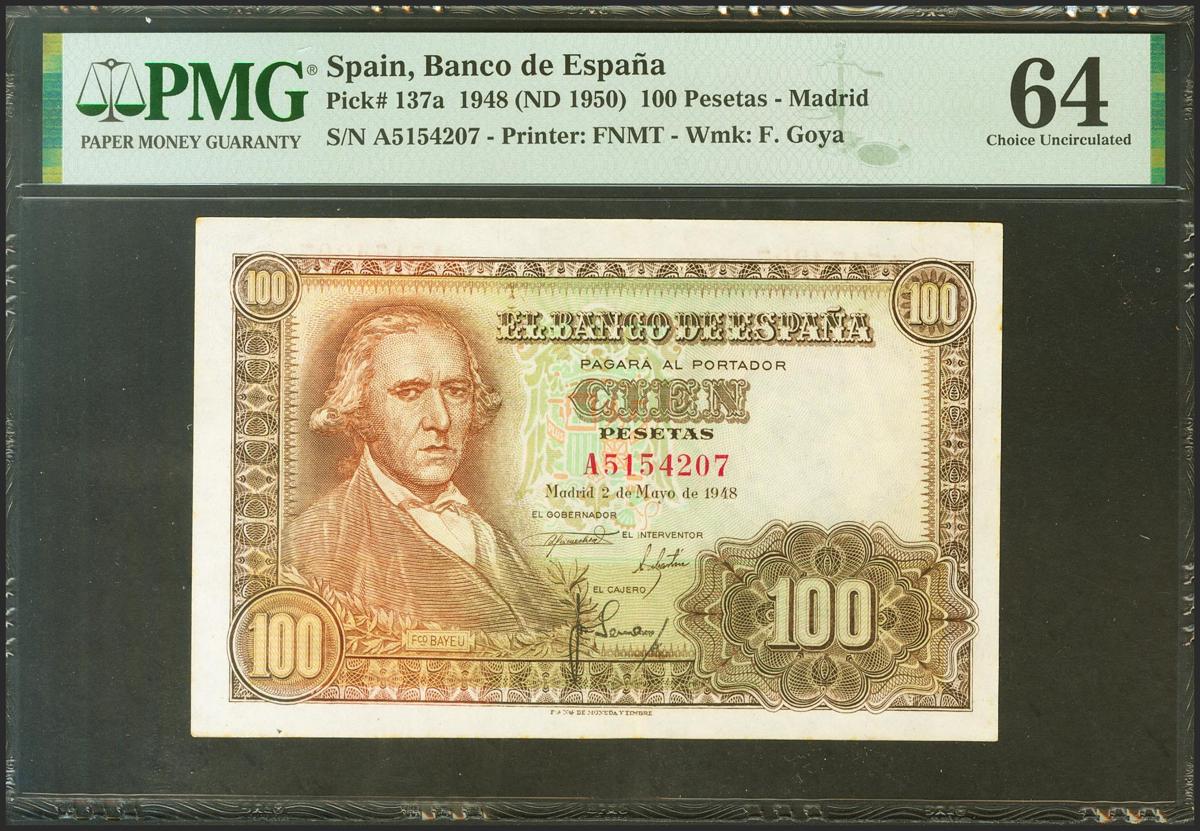 PMG®
PAPER MONEY GUARANTY
Spain, Banco de España
Pick# 137a 1948 (ND 1950) 100 Pesetas - Madrid
S/N A5154207 - Printer: FNMT - Wmk: F. Goya
64
Choice Uncirculated
100
100
EL BANCO DE ESPAÑA
PAGARÁ AL PORTADOR
CIEN
PESETAS
A5154207
Madrid 2 de Mayo de 1948
EL GOBERNADOR
EL INTERVENTOR
EL CAJERO
FCO BAYEU
100
100